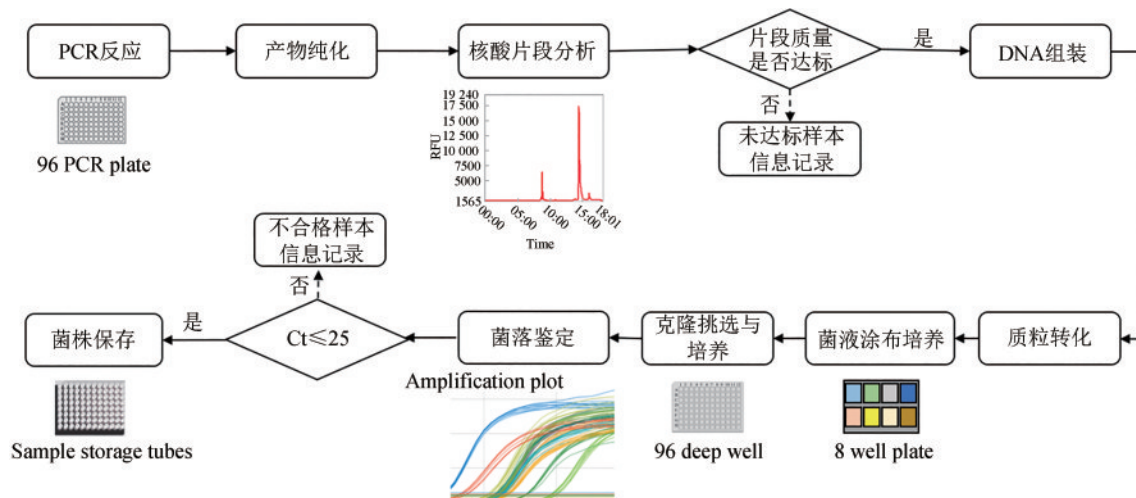 PCR反应
产物纯化
核酸片段分析
片段质量
是否达标
是
DNA组装
否
未达标样本
信息记录
96 PCR plate
19 240
17 500
15 000
12 500
10 000
7500
5000
1565
RFU
00:00
05:00
10:00
15:00
18:01
Time
不合格样本
信息记录
否
菌株保存
是
Ct≤25
菌落鉴定
克隆挑选与
培养
菌液涂布培养
质粒转化
Sample storage tubes
Amplification plot
96 deep well
8 well plate